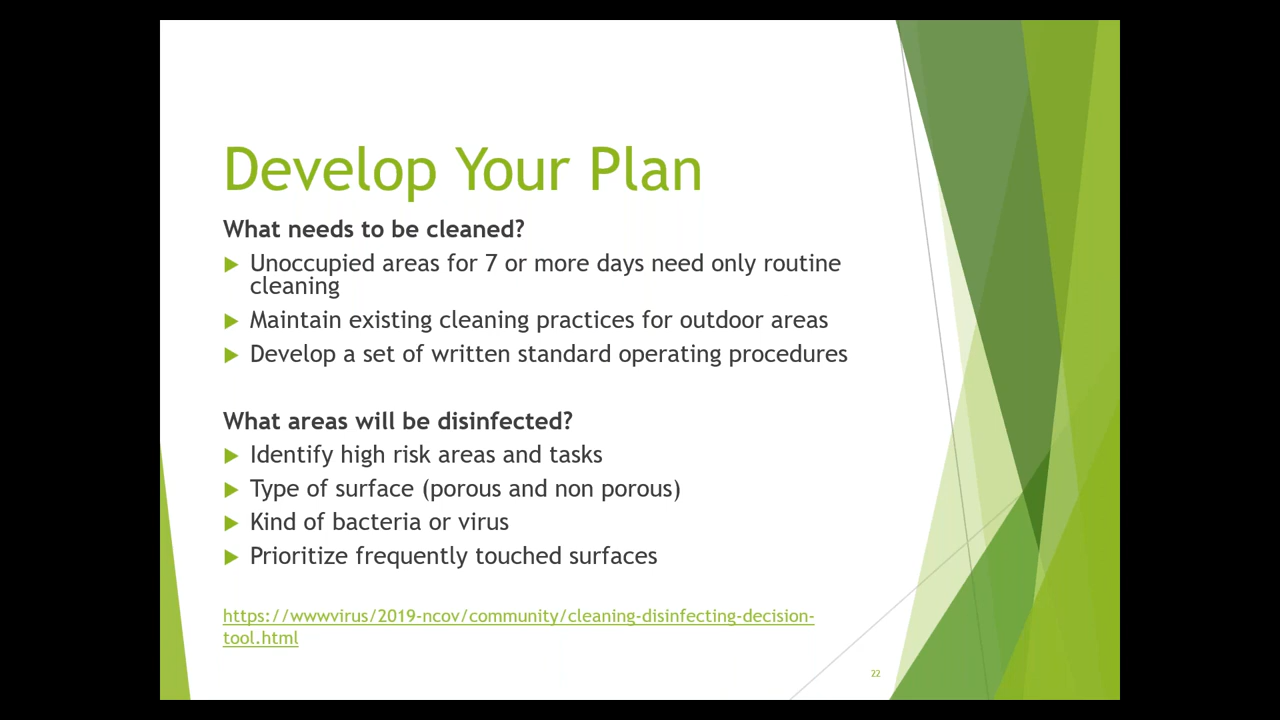 Develop Your Plan
What needs to be cleaned?
Unoccupied areas for 7 or more days need only routine
cleaning
Maintain existing cleaning practices for outdoor areas
Develop a set of written standard operating procedures
What areas will be disinfected?
Identify high risk areas and tasks
Type of surface (porous and non porous)
Kind of bacteria or virus
Prioritize frequently touched surfaces
https://wwwvirus/2019-ncov/community/cleaning-disinfecting-decision-
tool.html
22